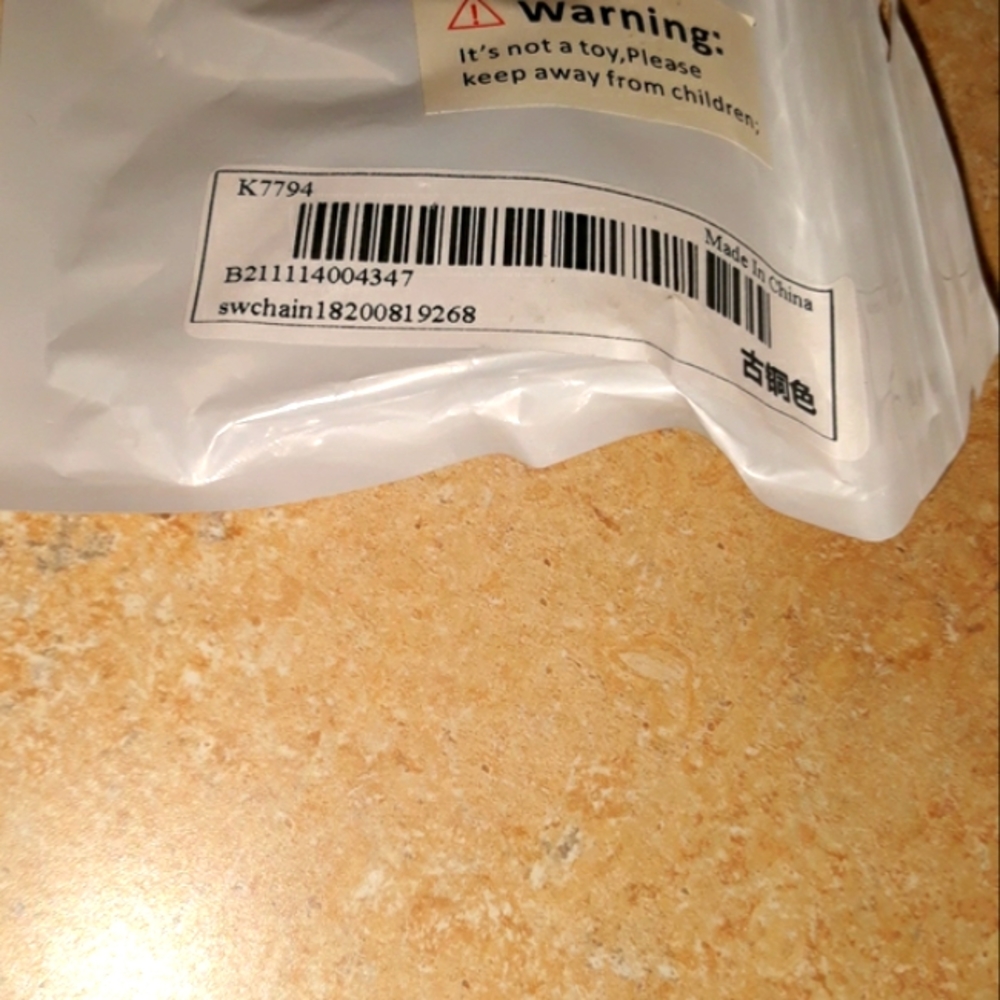 Warning:
It's not a toy,Please
keep away from children;
K7794
Made In China
B211114004347
swchain18200819268
古铜色